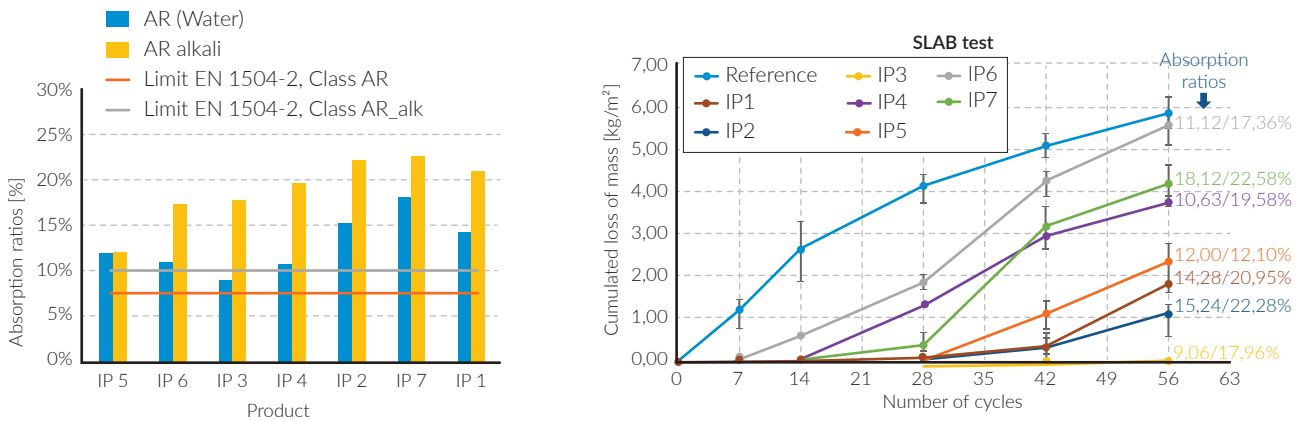 AR (Water)
AR alkali
Limit EN 1504-2, Class AR
Limit EN 1504-2, Class AR_alk
30%
25%
20%
15%
10%
5%
0%
Absorption ratios [%]
IP 5 IP 6 IP 3 IP 4 IP 2 IP 7 IP 1
Product
SLAB test
Reference IP3 IP6
IP1 IP4 IP7
IP2 IP5
Absorption
ratios
7,00
6,00
5,00
4,00
3,00
2,00
1,00
0,00
Cumulated loss of mass [kg/m²]
11,12/17,36%
18,12/22,58%
10,63/19,58%
12,00/12,10%
14,28/20,95%
15,24/22,28%
9,06/17,96%
0 7 14 21 28 35 42 49 56 63
Number of cycles